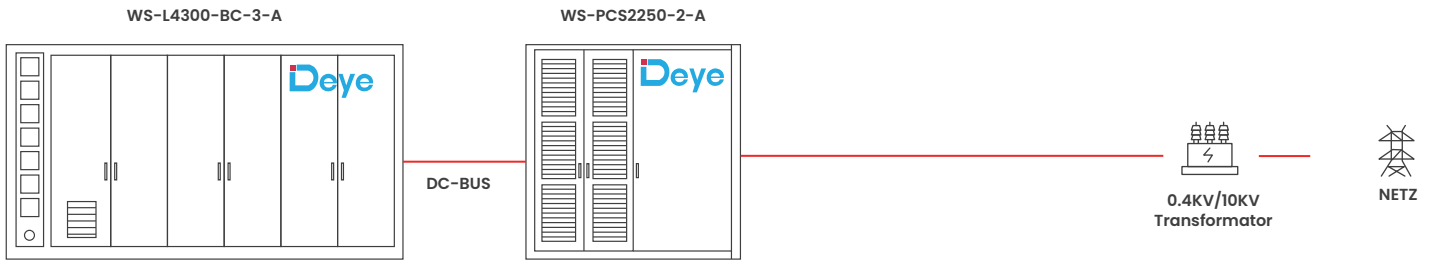 WS-L4300-BC-3-A
WS-PCS2250-2-A
Deye
Deye
DC-BUS
0.4KV/10KV
Transformator
NETZ